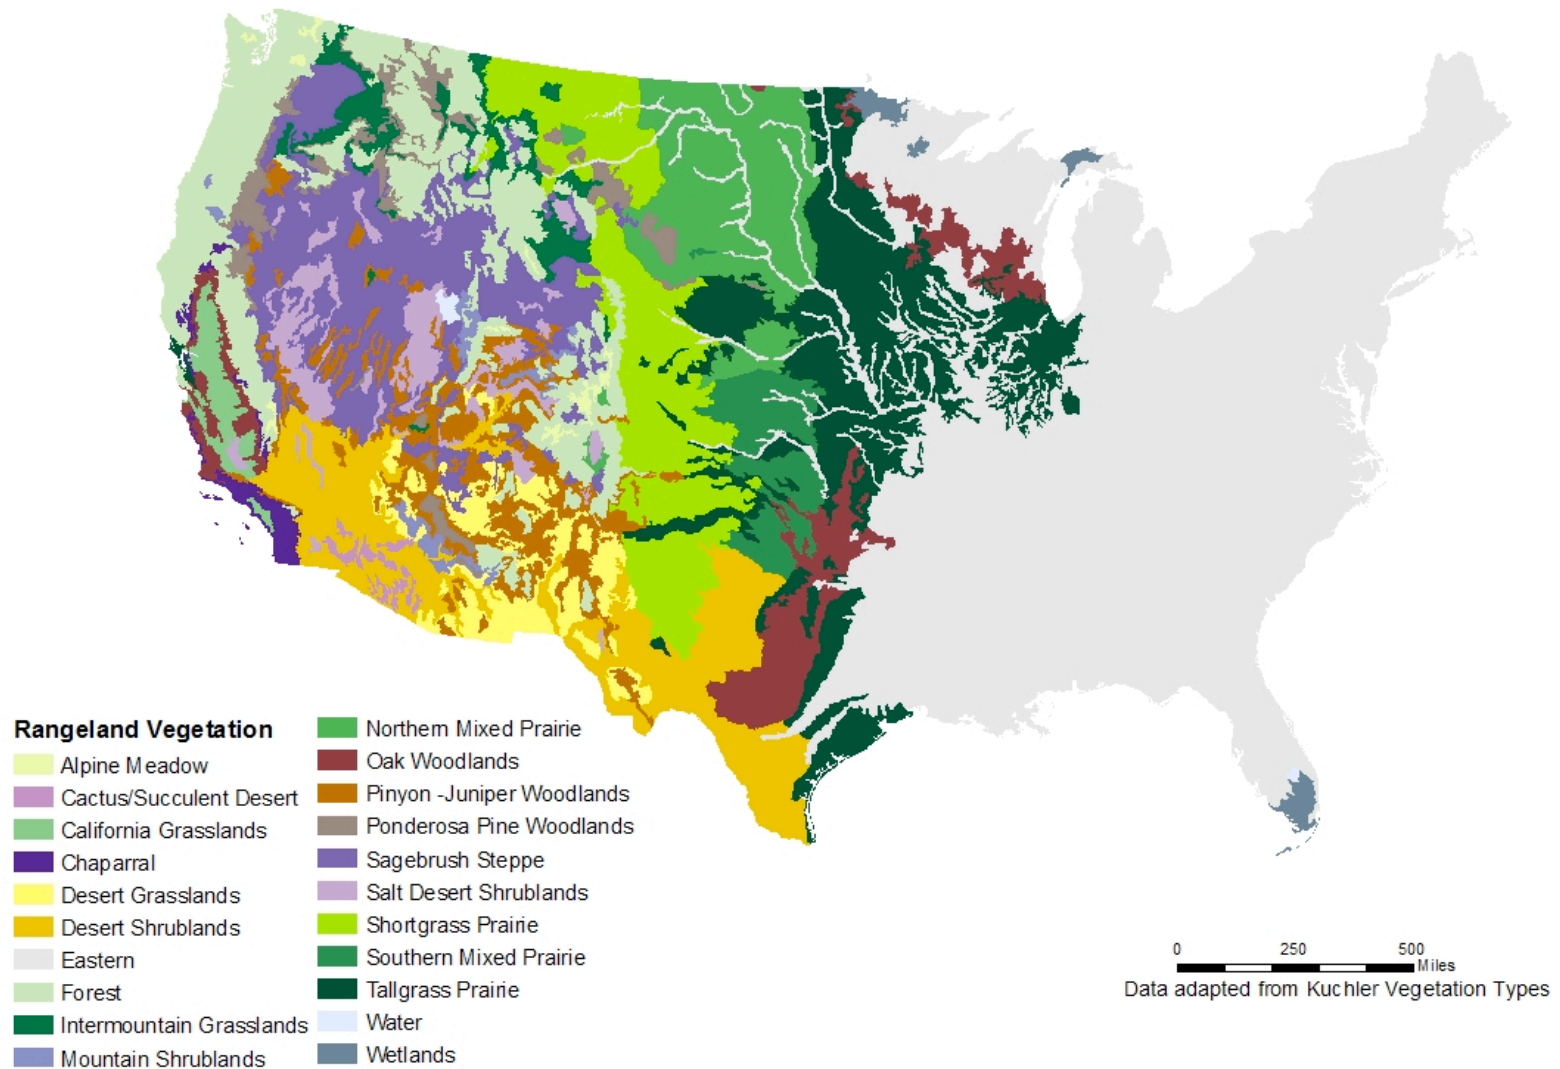 Rangeland Vegetation
Alpine Meadow
Cactus/Succulent Desert
California Grasslands
Chaparral
Desert Grasslands
Desert Shrublands
Eastern
Forest
Intermountain Grasslands
Mountain Shrublands
Northern Mixed Prairie
Oak Woodlands
Pinyon -Juniper Woodlands
Ponderosa Pine Woodlands
Sagebrush Steppe
Salt Desert Shrublands
Shortgrass Prairie
Southern Mixed Prairie
Tallgrass Prairie
Water
Wetlands
0 250 500
Miles
Data adapted from Kuchler Vegetation Types